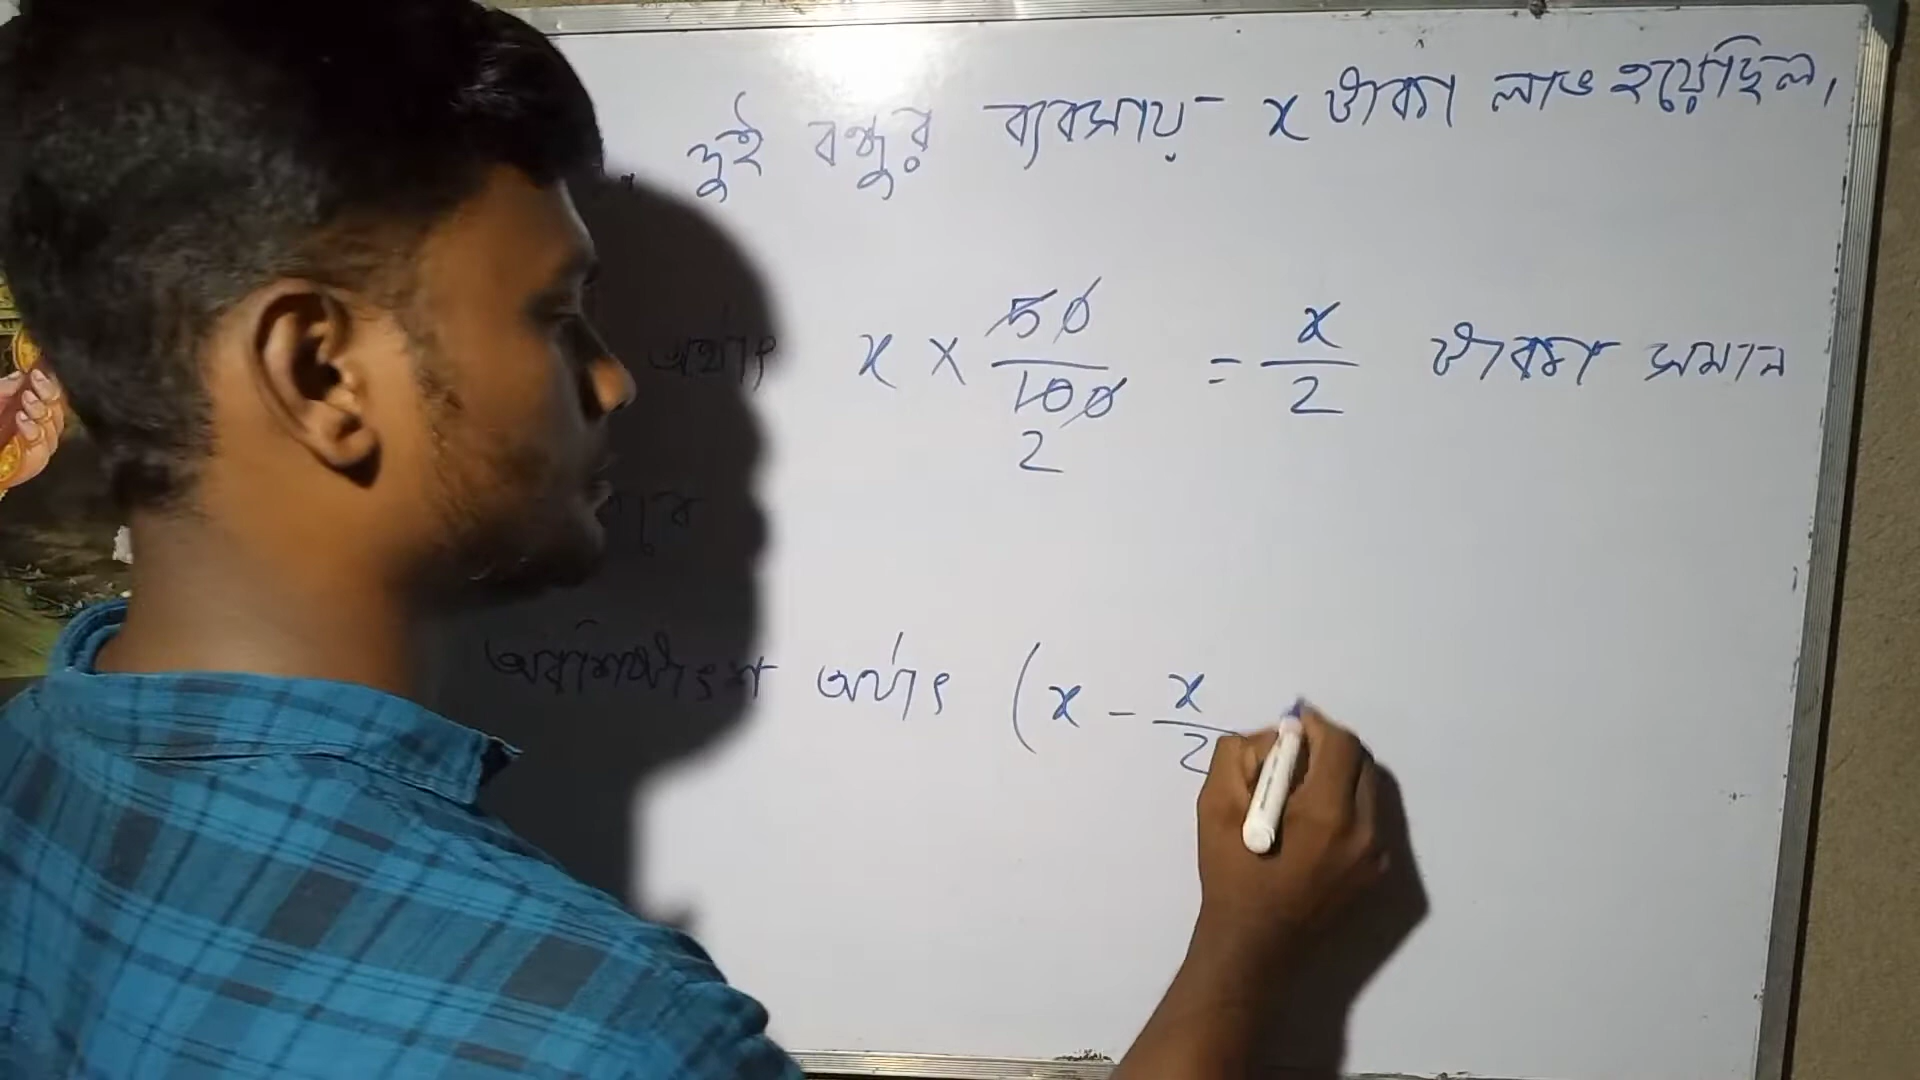 দুই বন্ধুর ব্যবসায় x টাকা লাভ হয়েছিল,
অর্থাৎ x × 50/100 = x/2 টাকা সমান
2
অবশিষ্টাংশ অর্থাৎ (x - x/2